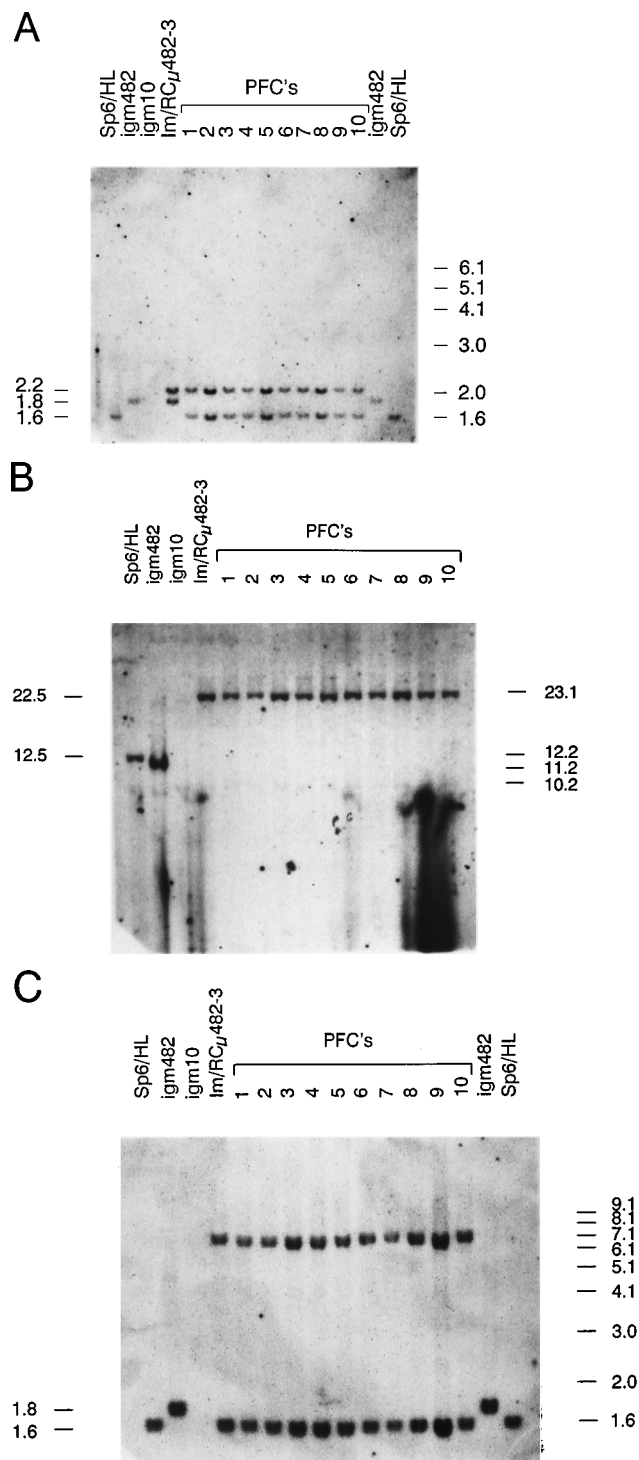 A
Sp6/HL
igm482
igm10
Im/RCμ482-3
PFC's
1 2 3 4 5 6 7 8 9 10
igm482
Sp6/HL
2.2
1.8
1.6
6.1
5.1
4.1
3.0
2.0
1.6
B
Sp6/HL
igm482
igm10
Im/RCμ482-3
PFC's
1 2 3 4 5 6 7 8 9 10
22.5
12.5
23.1
12.2
11.2
10.2
C
Sp6/HL
igm482
igm10
Im/RCμ482-3
PFC's
1 2 3 4 5 6 7 8 9 10
igm482
Sp6/HL
1.8
1.6
9.1
8.1
7.1
6.1
5.1
4.1
3.0
2.0
1.6